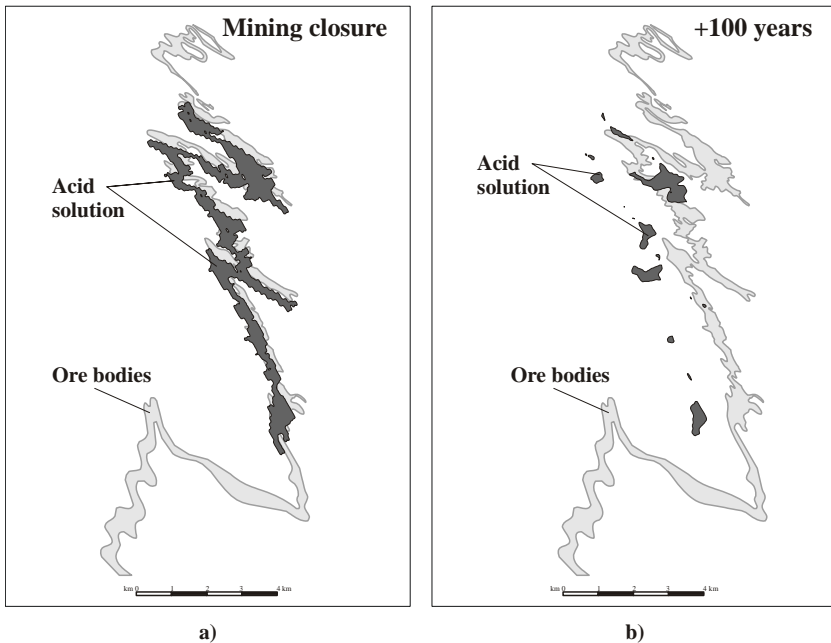 Mining closure
Acid
solution
Ore bodies
km 0 1 2 3 4 km
a)
+100 years
Acid
solution
Ore bodies
km 0 1 2 3 4 km
b)